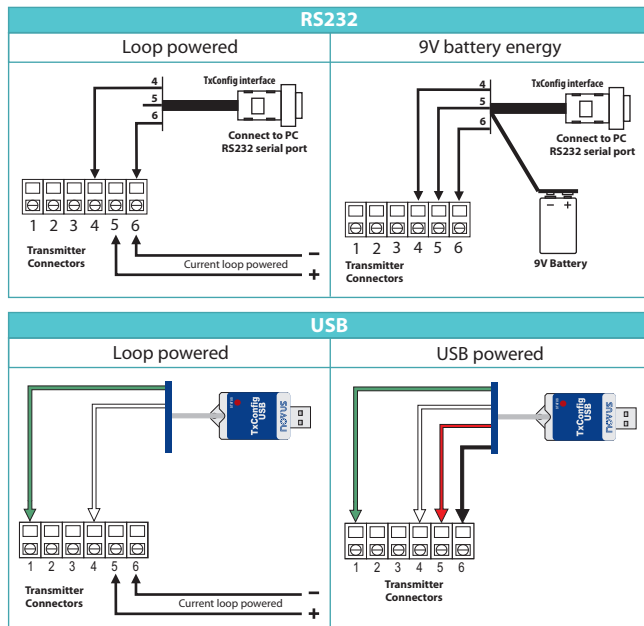 RS232
Loop powered
9V battery energy
4
5
6
TxConfig interface
Connect to PC
RS232 serial port
1 2 3 4 5 6
Transmitter
Connectors
Current loop powered
−
+
4
5
6
TxConfig interface
Connect to PC
RS232 serial port
1 2 3 4 5 6
Transmitter
Connectors
− +
9V Battery
USB
Loop powered
USB powered
TxConfig
USB
NOVUS
1 2 3 4 5 6
Transmitter
Connectors
Current loop powered
−
+
TxConfig
USB
NOVUS
1 2 3 4 5 6
Transmitter
Connectors